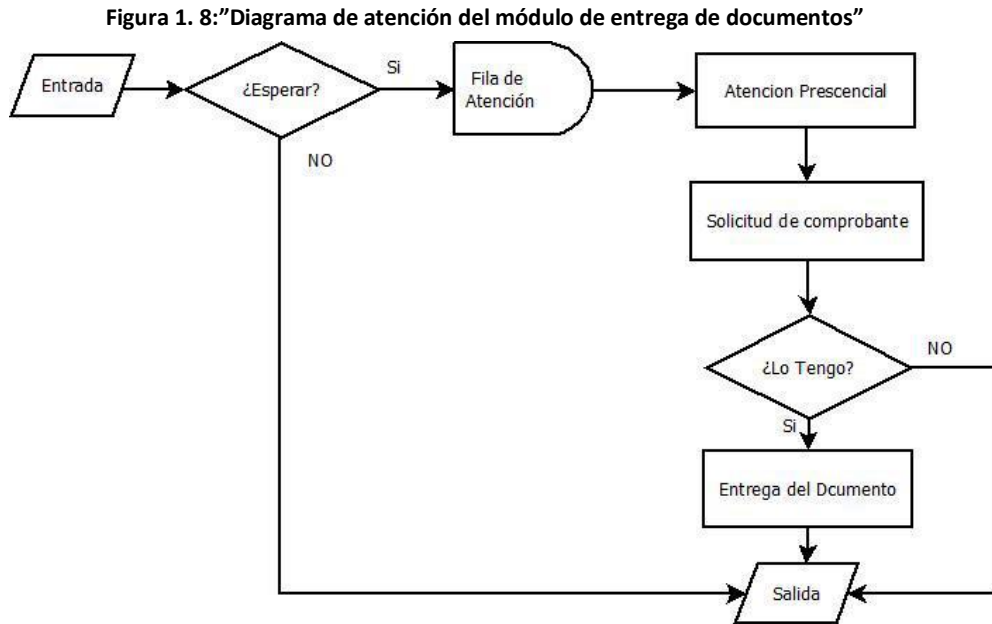 Figura 1. 8:”Diagrama de atención del módulo de entrega de documentos”
Entrada
¿Esperar?
Si
Fila de
Atención
Atencion Prescencial
NO
Solicitud de comprobante
¿Lo Tengo?
NO
Si
Entrega del Dcumento
Salida